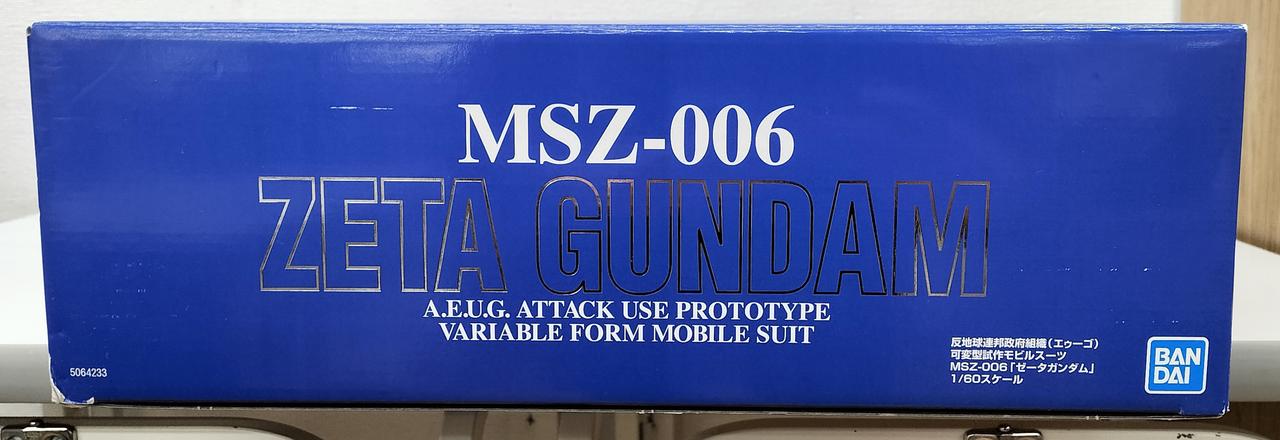 MSZ-006
ZETA GUNDAM
A.E.U.G. ATTACK USE PROTOTYPE
VARIABLE FORM MOBILE SUIT
反地球連邦政府組織(エゥーゴ)
可変型試作モビルスーツ
MSZ-006「ゼータガンダム」
1/60スケール
5064233
BAN
DAI